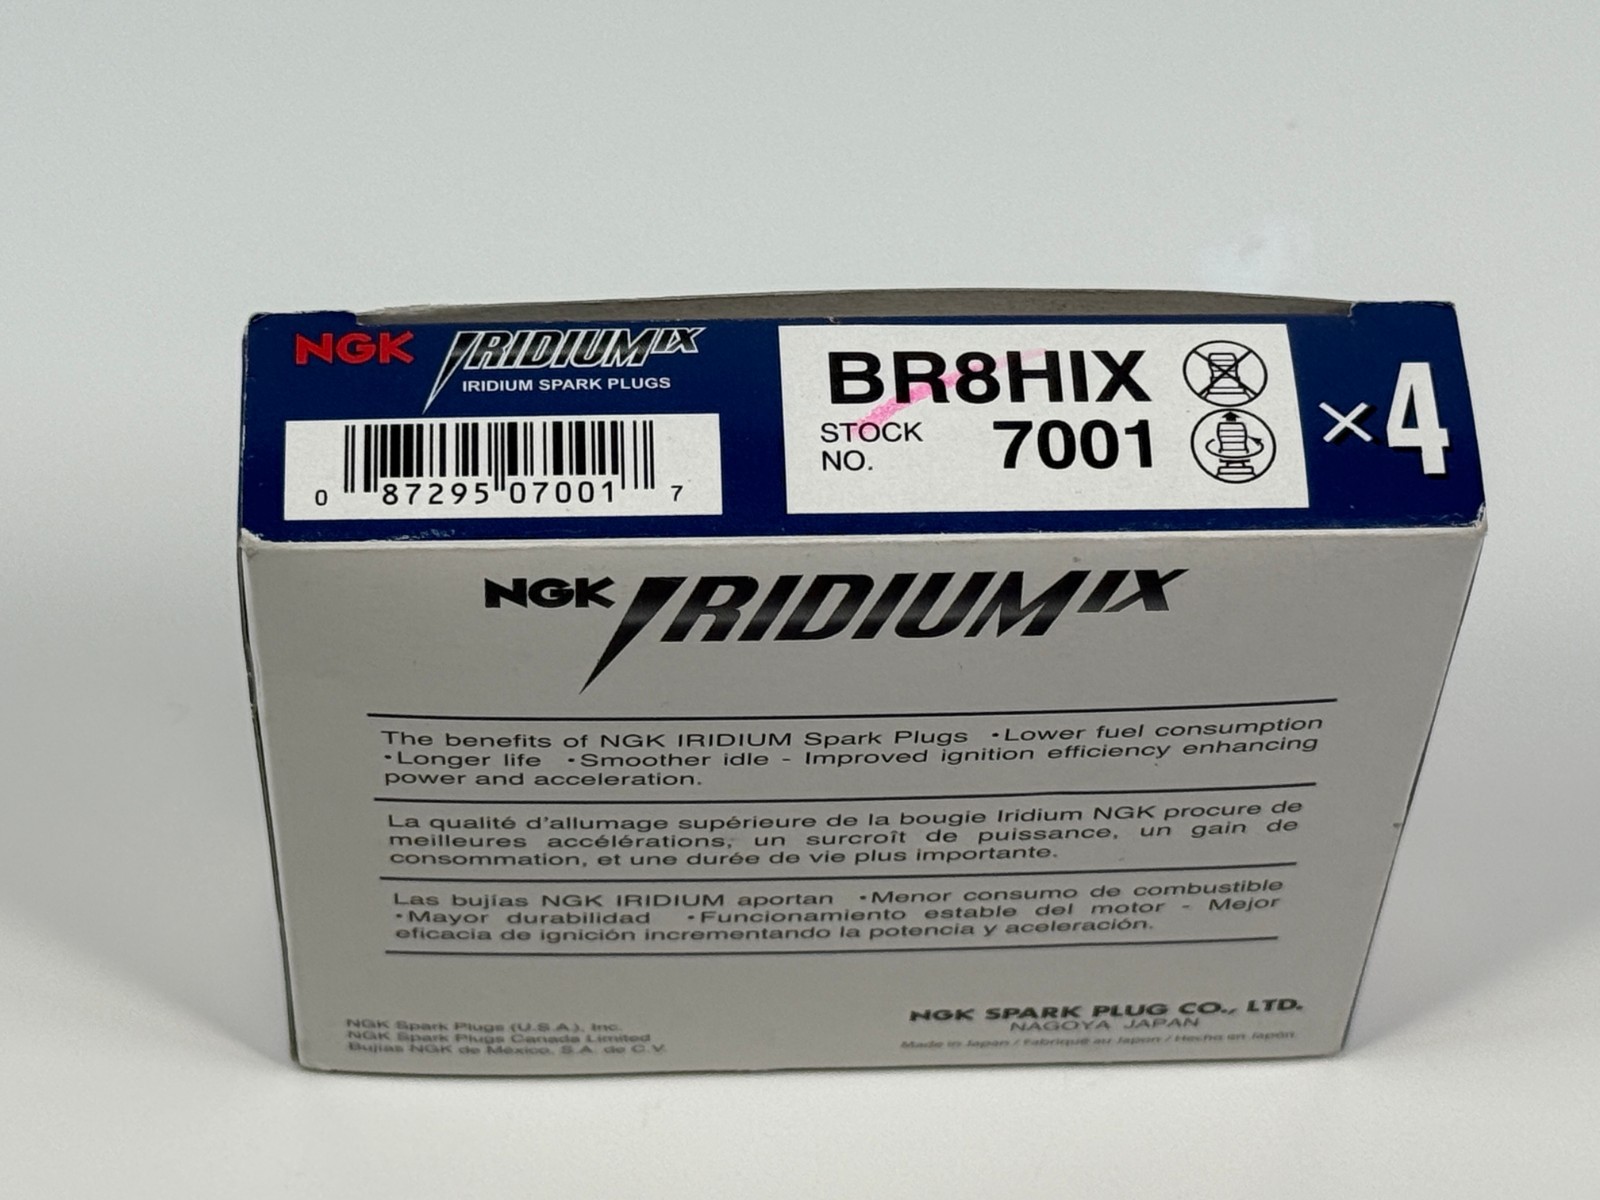 NGK IRIDIUM IX
IRIDIUM SPARK PLUGS
0 87295 07001 7
BR8HIX
STOCK
NO. 7001
×4
NGK IRIDIUM IX
The benefits of NGK IRIDIUM Spark Plugs •Lower fuel consumption
•Longer life •Smoother idle - Improved ignition efficiency enhancing
power and acceleration.
La qualité d'allumage supérieure de la bougie Iridium NGK procure de
meilleures accélérations, un surcroît de puissance, un gain de
consommation, et une durée de vie plus importante.
Las bujías NGK IRIDIUM aportan •Menor consumo de combustible
•Mayor durabilidad •Funcionamiento estable del motor - Mejor
eficacia de ignición incrementando la potencia y aceleración.
NGK Spark Plugs (U.S.A.), Inc.
NGK Spark Plugs Canada Limited
Bujías NGK de México, S.A. de C.V.
NGK SPARK PLUG CO., LTD.
NAGOYA JAPAN
Made in Japan / Fabriqué au Japon / Hecho en Japón